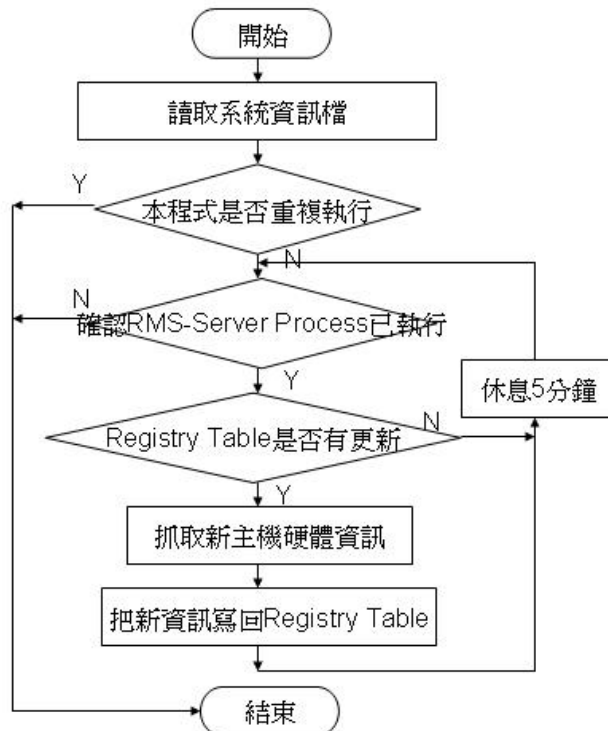 開始
讀取系統資訊檔
Y
本程式是否重複執行
N
N
確認RMS-Server Process已執行
Y
休息5分鐘
N
Registry Table是否有更新
Y
抓取新主機硬體資訊
把新資訊寫回Registry Table
結束